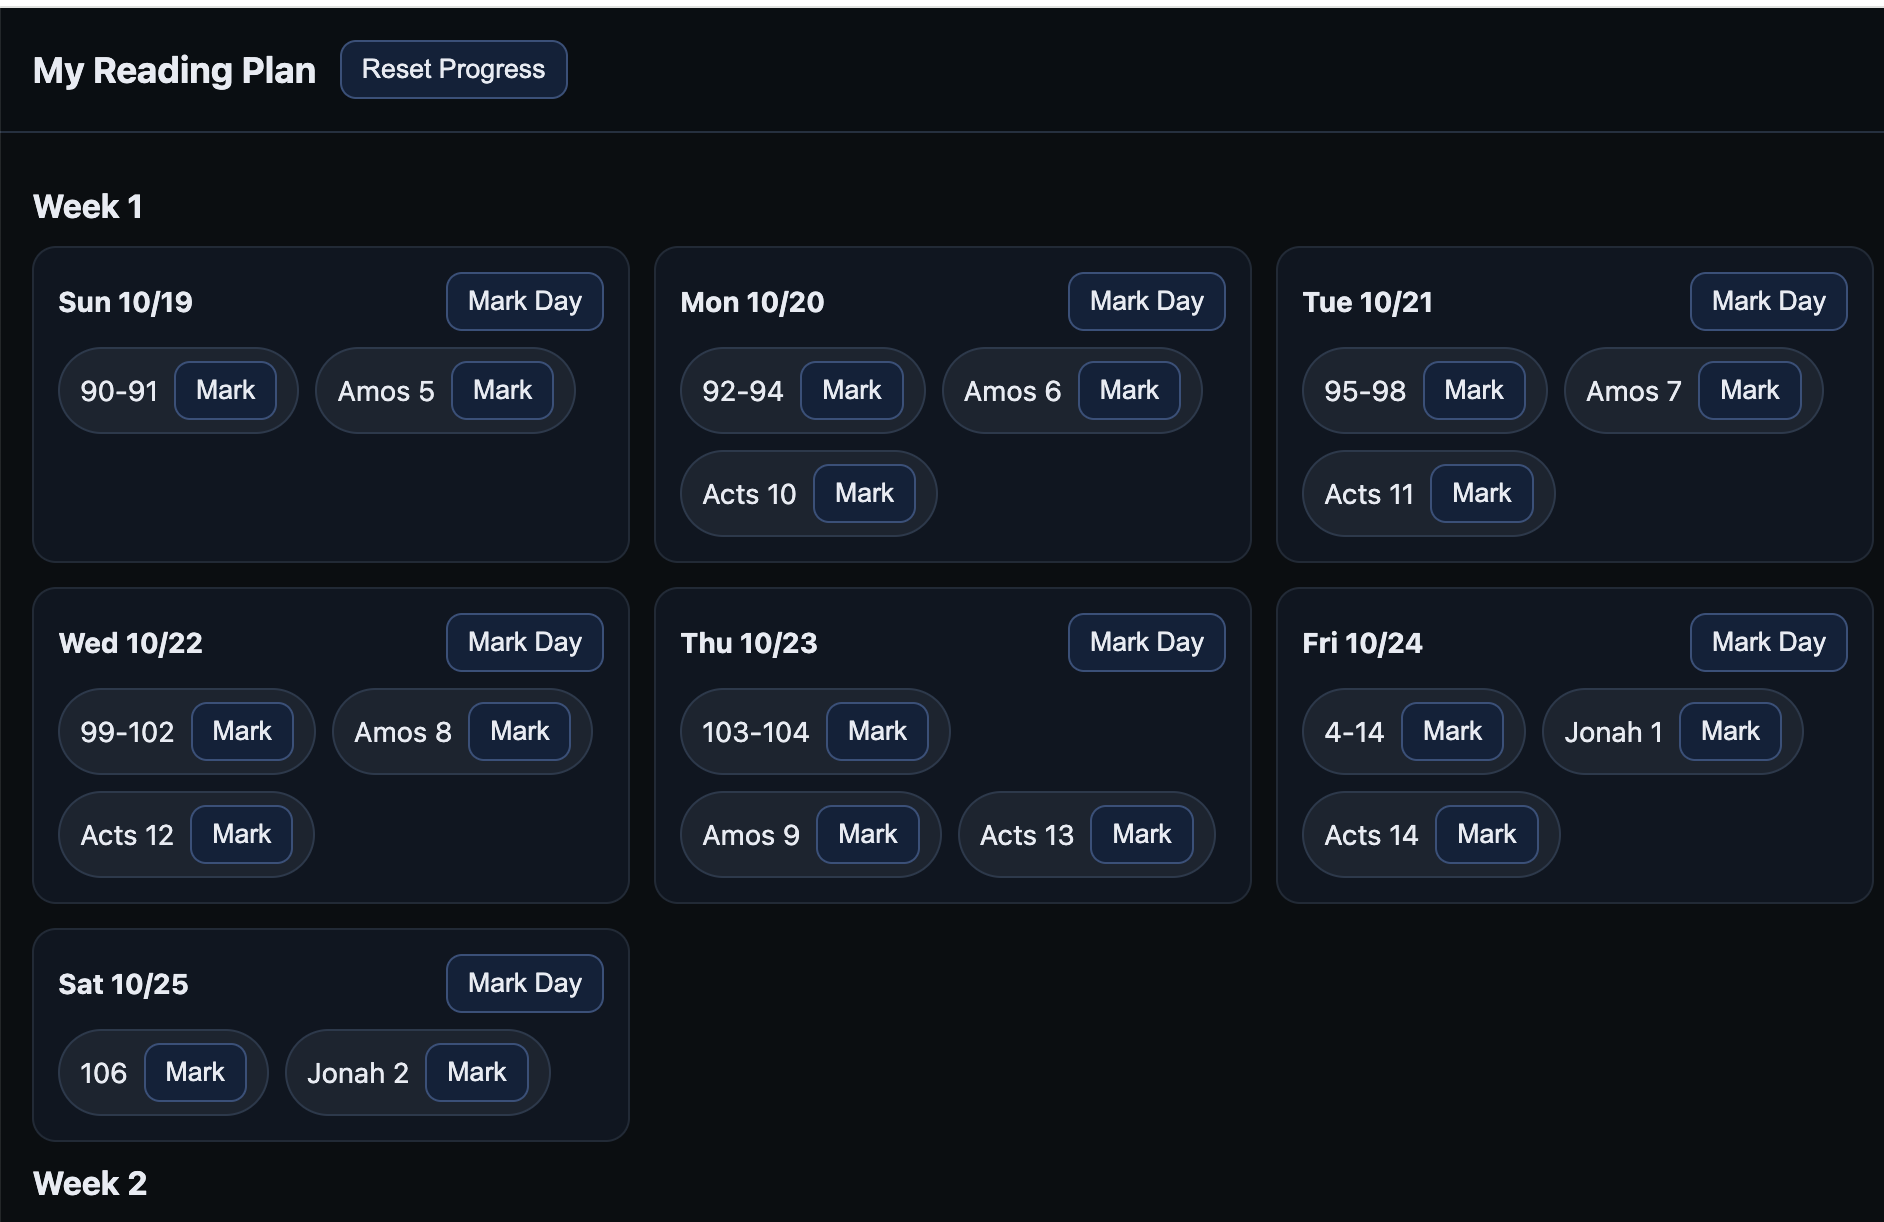 My Reading Plan Reset Progress
Week 1
Sun 10/19 Mark Day
90-91 Mark Amos 5 Mark
Mon 10/20 Mark Day
92-94 Mark Amos 6 Mark
Acts 10 Mark
Tue 10/21 Mark Day
95-98 Mark Amos 7 Mark
Acts 11 Mark
Wed 10/22 Mark Day
99-102 Mark Amos 8 Mark
Acts 12 Mark
Thu 10/23 Mark Day
103-104 Mark
Amos 9 Mark Acts 13 Mark
Fri 10/24 Mark Day
4-14 Mark Jonah 1 Mark
Acts 14 Mark
Sat 10/25 Mark Day
106 Mark Jonah 2 Mark
Week 2